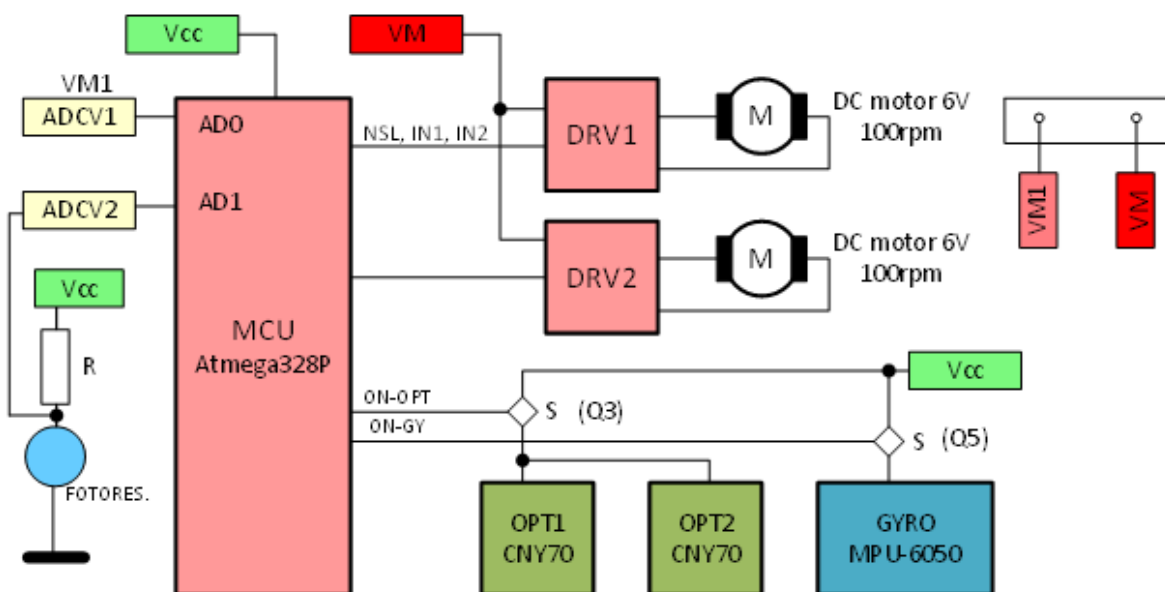 Vcc
VM
VM1
ADCV1
AD0
NSL, IN1, IN2
DRV1
M
DC motor 6V
100rpm
VM1
VM
ADCV2
AD1
DRV2
M
DC motor 6V
100rpm
Vcc
R
MCU
Atmega328P
Vcc
ON-OPT
S (Q3)
ON-GY
S (Q5)
FOTORES.
OPT1
CNY70
OPT2
CNY70
GYRO
MPU-6050